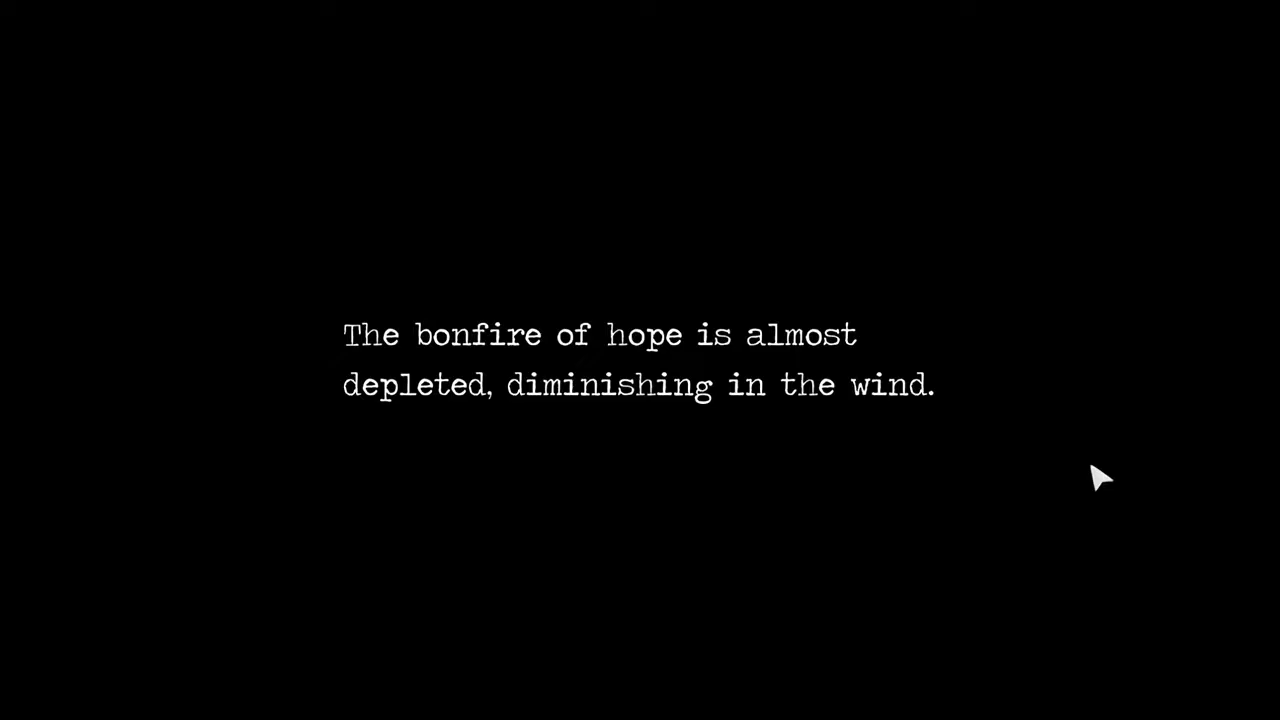 The bonfire of hope is almost
depleted, diminishing in the wind.